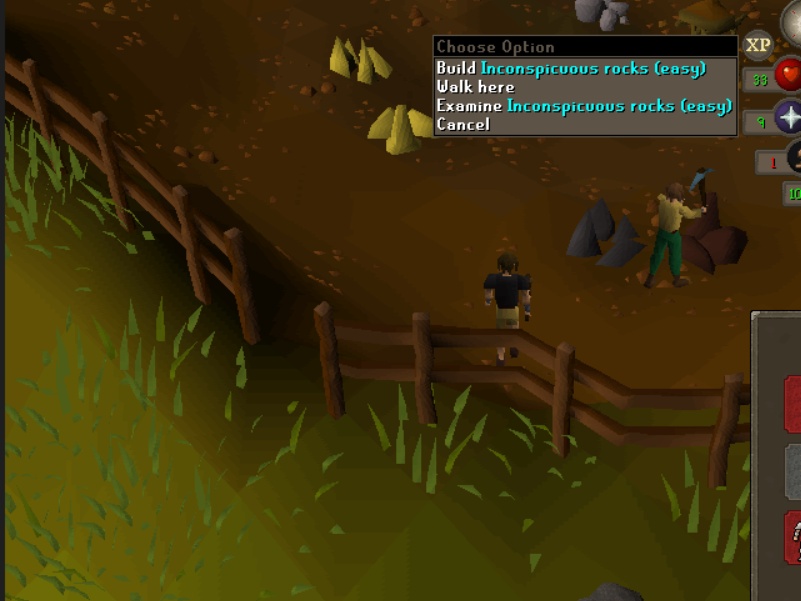 Choose Option
Build Inconspicuous rocks (easy)
Walk here
Examine Inconspicuous rocks (easy)
Cancel
XP
33
9
1